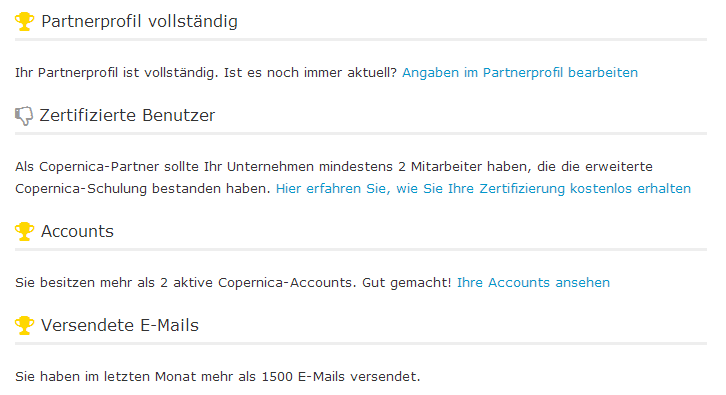 Partnerprofil vollständig
Ihr Partnerprofil ist vollständig. Ist es noch immer aktuell? Angaben im Partnerprofil bearbeiten
Zertifizierte Benutzer
Als Copernica-Partner sollte Ihr Unternehmen mindestens 2 Mitarbeiter haben, die die erweiterte
Copernica-Schulung bestanden haben. Hier erfahren Sie, wie Sie Ihre Zertifizierung kostenlos erhalten
Accounts
Sie besitzen mehr als 2 aktive Copernica-Accounts. Gut gemacht! Ihre Accounts ansehen
Versendete E-Mails
Sie haben im letzten Monat mehr als 1500 E-Mails versendet.